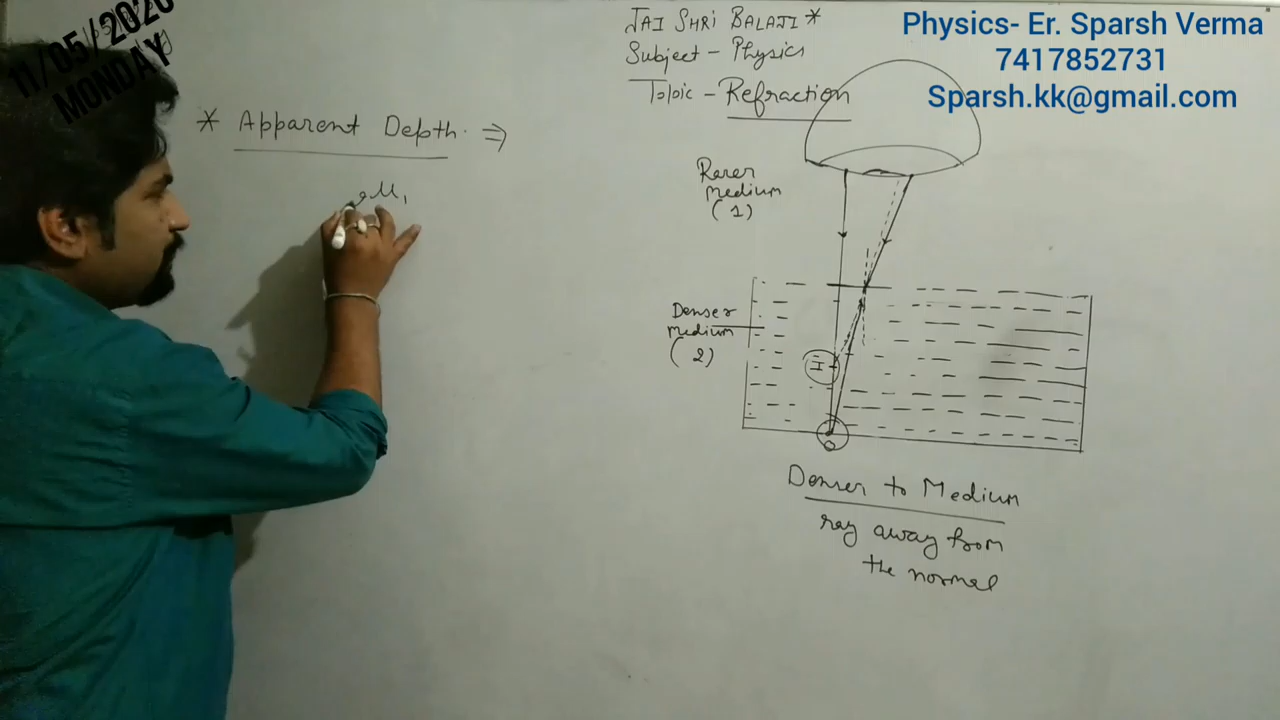 11/05/2020
MONDAY
JAI SHRI BALAJI *
Subject - Physics
Topic - Refraction
Physics- Er. Sparsh Verma
7417852731
Sparsh.kk@gmail.com
* Apparent Depth. ⇒
μ₁
Rarer
medium
(1)
Denser
medium
(2)
I
O
Denser to Medium
ray away from
the normal